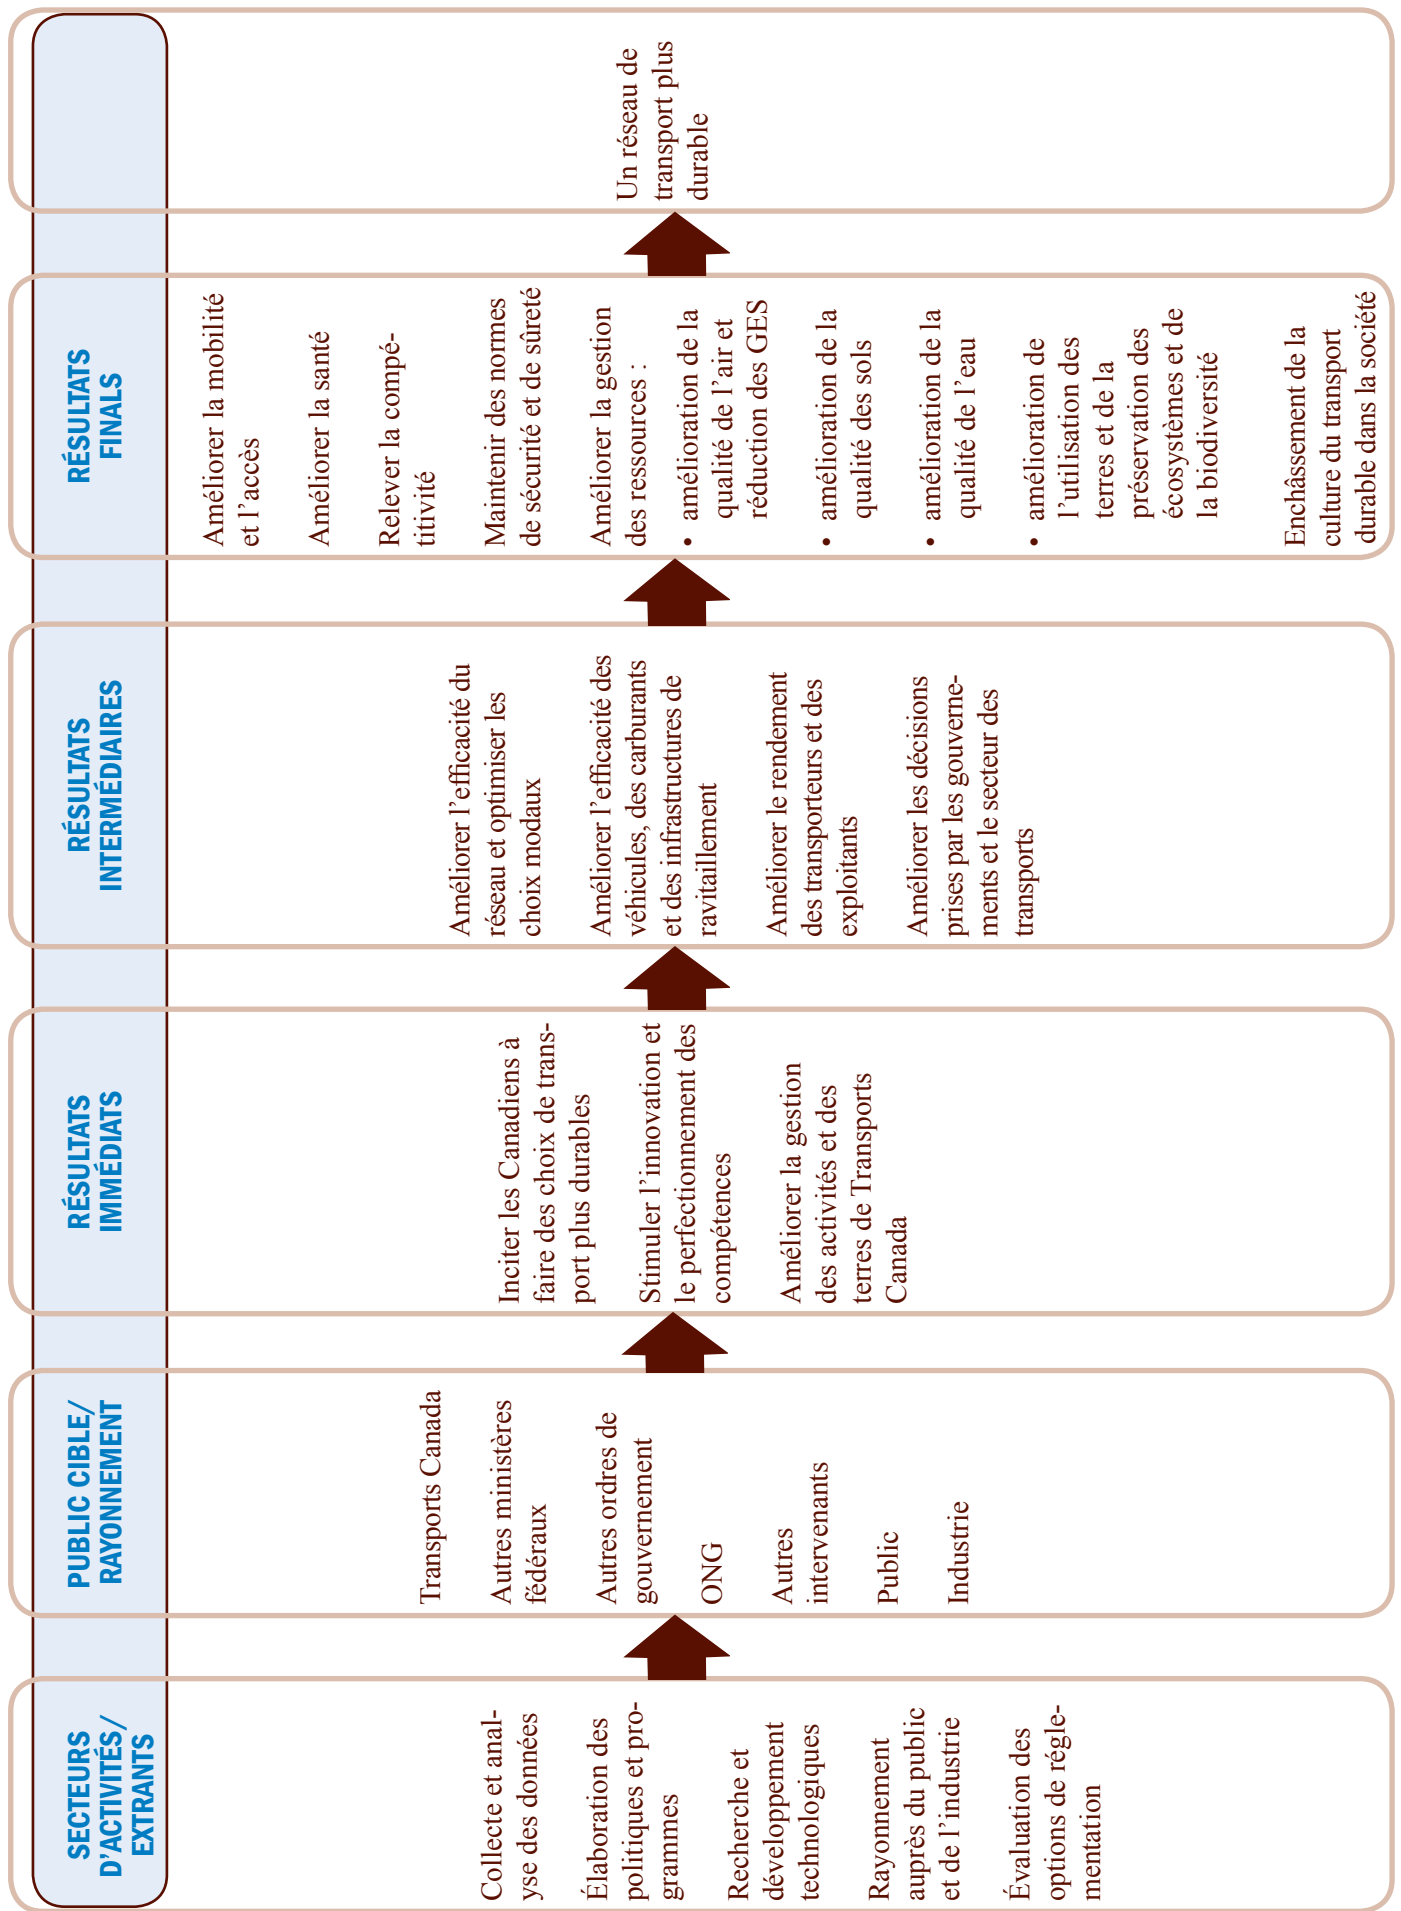 SECTEURS
D'ACTIVITÉS/
EXTRANTS
Collecte et anal-
yse des données
Élaboration des
politiques et pro-
grammes
Recherche et
développement
technologiques
Rayonnement
auprès du public
et de l'industrie
Évaluation des
options de régle-
mentation
PUBLIC CIBLE/
RAYONNEMENT
Transports Canada
Autres ministères
fédéraux
Autres ordres de
gouvernement
ONG
Autres
intervenants
Public
Industrie
RÉSULTATS
IMMÉDIATS
Inciter les Canadiens à
faire des choix de trans-
port plus durables
Stimuler l'innovation et
le perfectionnement des
compétences
Améliorer la gestion
des activités et des
terres de Transports
Canada
RÉSULTATS
INTERMÉDIAIRES
Améliorer l'efficacité du
réseau et optimiser les
choix modaux
Améliorer l'efficacité des
véhicules, des carburants
et des infrastructures de
ravitaillement
Améliorer le rendement
des transporteurs et des
exploitants
Améliorer les décisions
prises par les gouverne-
ments et le secteur des
transports
RÉSULTATS
FINALS
Améliorer la mobilité
et l'accès
Améliorer la santé
Relever la compé-
titivité
Maintenir des normes
de sécurité et de sûreté
Améliorer la gestion
des ressources :
• amélioration de la
qualité de l'air et
réduction des GES
• amélioration de la
qualité des sols
• amélioration de la
qualité de l'eau
• amélioration de
l'utilisation des
terres et de la
préservation des
écosystèmes et de
la biodiversité
Enchâssement de la
culture du transport
durable dans la société
Un réseau de
transport plus
durable